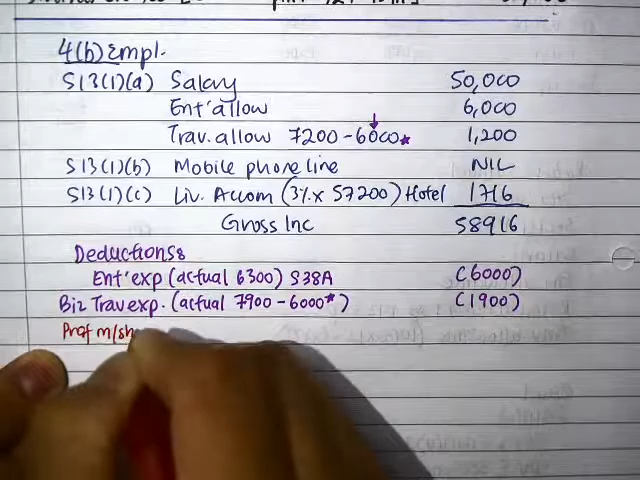 4(b) Empl.
S13(1)(a) Salary 50,000
Ent'allow 6,000
Trav.allow 7200-6000* 1,200
S13(1)(b) Mobile phone line NIL
S13(1)(c) Liv. Accom (3%x 57200) Hotel 1716
Gross Inc 58916
Deductions
Ent'exp (actual 6300) S38A (6000)
Biz Trav exp. (actual 7900-6000*) (1900)
Prof m/sh